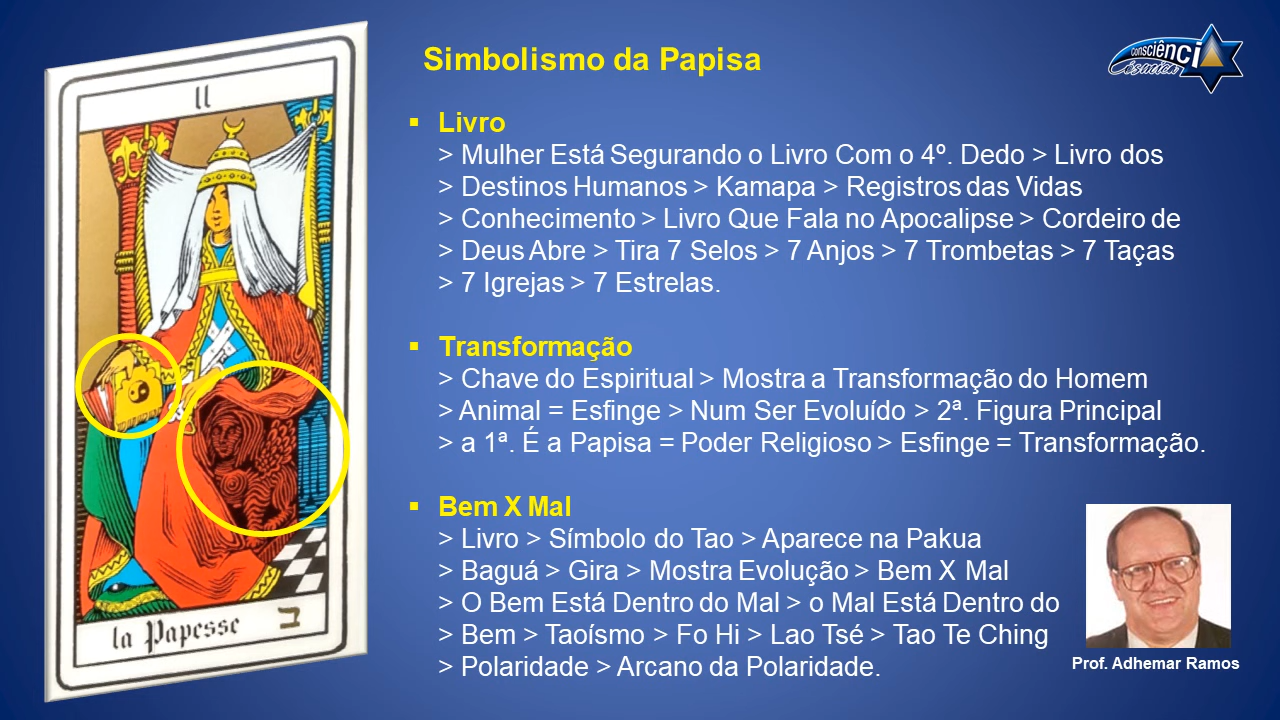 Simbolismo da Papisa
consciência
Cósmica
II
▪ Livro
> Mulher Está Segurando o Livro Com o 4º. Dedo > Livro dos
> Destinos Humanos > Kamapa > Registros das Vidas
> Conhecimento > Livro Que Fala no Apocalipse > Cordeiro de
> Deus Abre > Tira 7 Selos > 7 Anjos > 7 Trombetas > 7 Taças
> 7 Igrejas > 7 Estrelas.
▪ Transformação
> Chave do Espiritual > Mostra a Transformação do Homem
> Animal = Esfinge > Num Ser Evoluído > 2ª. Figura Principal
> a 1ª. É a Papisa = Poder Religioso > Esfinge = Transformação.
▪ Bem X Mal
> Livro > Símbolo do Tao > Aparece na Pakua
> Baguá > Gira > Mostra Evolução > Bem X Mal
> O Bem Está Dentro do Mal > o Mal Está Dentro do
> Bem > Taoísmo > Fo Hi > Lao Tsé > Tao Te Ching
> Polaridade > Arcano da Polaridade.
la Papesse ב
Prof. Adhemar Ramos